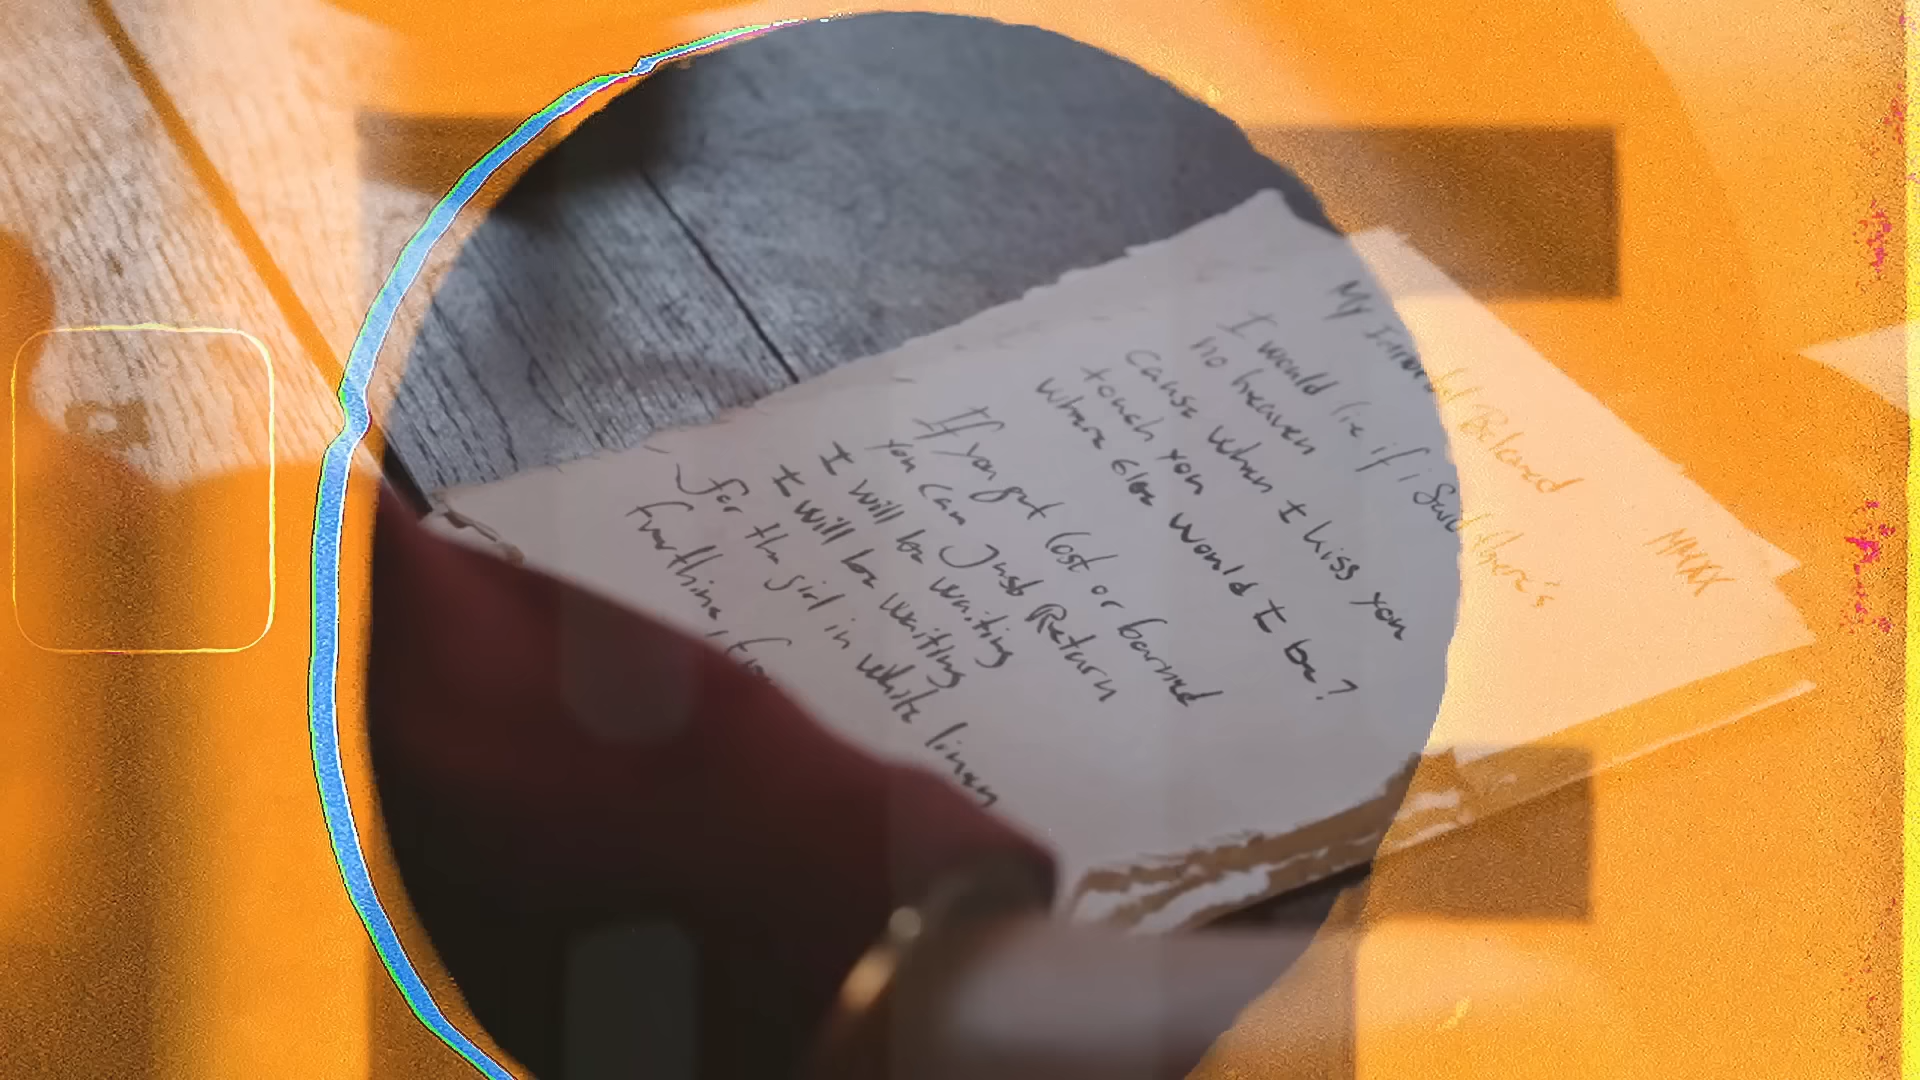 My Immortal Beloved
MAXX
I would lie if i said there's
no heaven
Cause when I kiss you
touch you
where else would I be?
If you get lost or barned
you can Just Return
I will be waiting
I will be waiting
for the girl in white linen